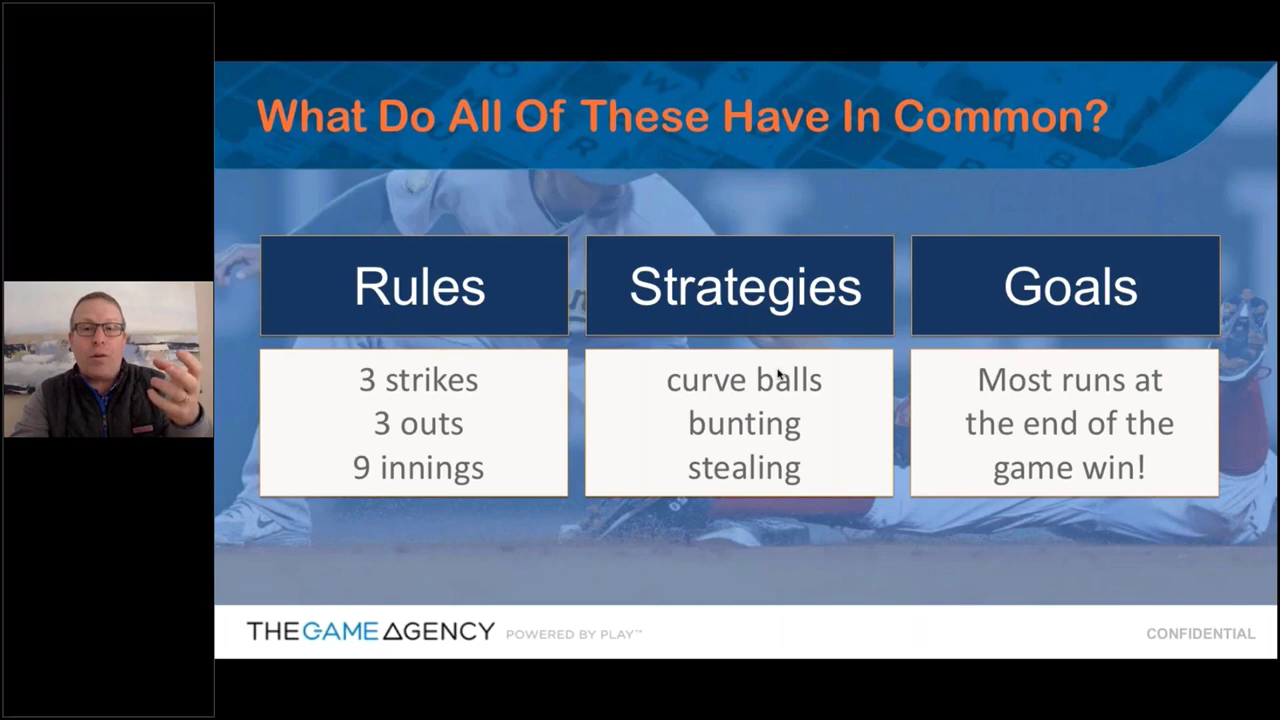 What Do All Of These Have In Common?
Rules
Strategies
Goals
3 strikes
3 outs
9 innings
curve balls
bunting
stealing
Most runs at
the end of the
game win!
THEGAMEAGENCY POWERED BY PLAY™
CONFIDENTIAL